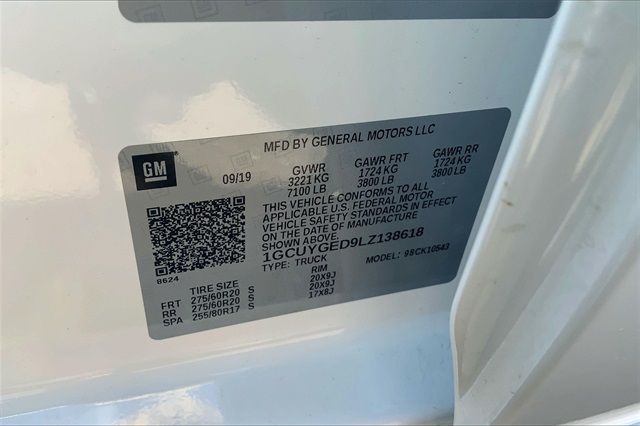 MFD BY GENERAL MOTORS LLC
GM
09/19
GVWR GAWR FRT GAWR RR
3221 KG 1724 KG 1724 KG
7100 LB 3800 LB 3800 LB
THIS VEHICLE CONFORMS TO ALL
APPLICABLE U.S. FEDERAL MOTOR
VEHICLE SAFETY STANDARDS IN EFFECT
ON THE DATE OF MANUFACTURE
SHOWN ABOVE.
1GCUYGED9LZ138618
TYPE: TRUCK MODEL: 98CK10543
8624
TIRE SIZE RIM
FRT 275/60R20 S 20X9J
RR 275/60R20 S 20X9J
SPA 255/80R17 S 17X8J